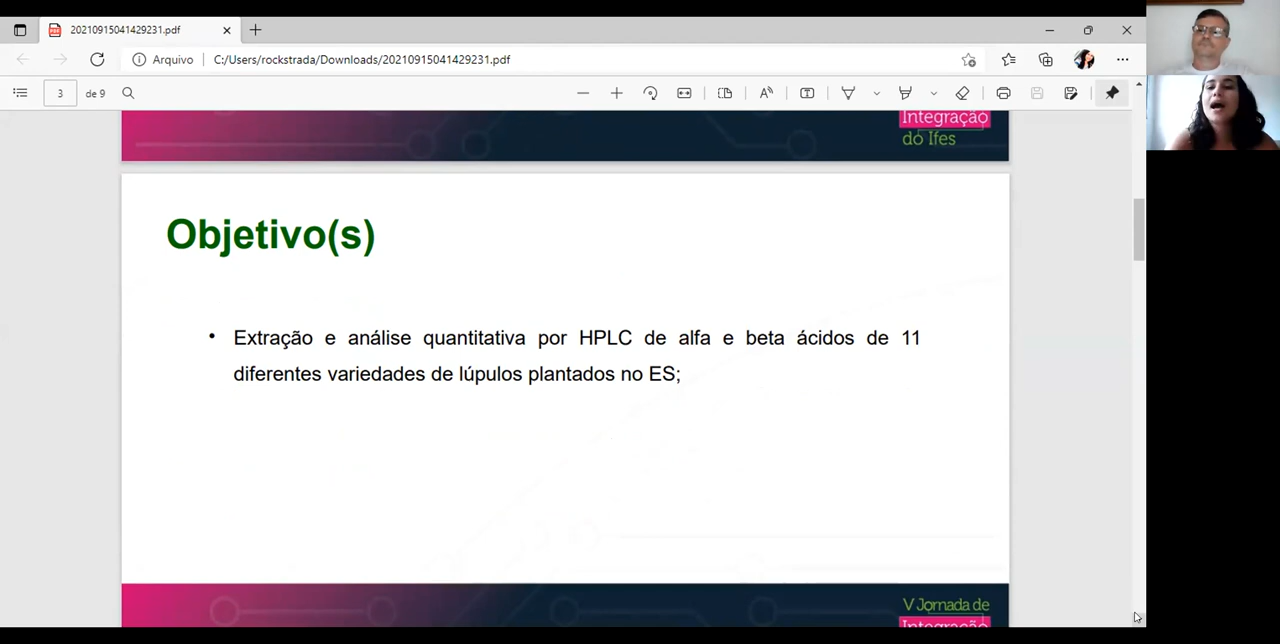 20210915041429231.pdf
Arquivo
C:/Users/rockstrada/Downloads/20210915041429231.pdf
3
de 9
Integração
do Ifes
Objetivo(s)
• Extração e análise quantitativa por HPLC de alfa e beta ácidos de 11
diferentes variedades de lúpulos plantados no ES;
V Jornada de
Integração